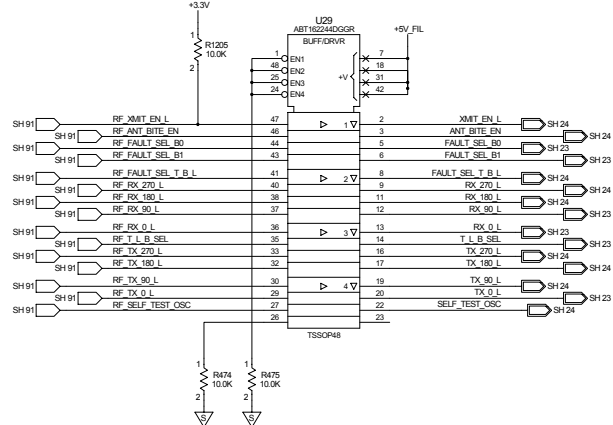 +3.3V
U29
ABT162244DGGR
BUFF/DRVR
+5V_FIL
1
R1205
10.0K
2
1 EN1 7
48 EN2 +V 18
25 EN3 31
24 EN4 42
SH 91 RF_XMIT_EN_L 47 1 2 XMIT_EN_L SH 24
SH 91 RF_ANT_BITE_EN 46 3 ANT_BITE_EN SH 24
SH 91 RF_FAULT_SEL_B0 44 5 FAULT_SEL_B0 SH 23
SH 91 RF_FAULT_SEL_B1 43 6 FAULT_SEL_B1 SH 23
SH 91 RF_FAULT_SEL_T_B_L 41 2 8 FAULT_SEL_T_B_L SH 24
SH 91 RF_RX_270_L 40 9 RX_270_L SH 23
SH 91 RF_RX_180_L 38 11 RX_180_L SH 24
SH 91 RF_RX_90_L 37 12 RX_90_L SH 23
SH 91 RF_RX_0_L 36 3 13 RX_0_L SH 23
SH 91 RF_T_L_B_SEL 35 14 T_L_B_SEL SH 24
SH 91 RF_TX_270_L 33 16 TX_270_L SH 24
SH 91 RF_TX_180_L 32 17 TX_180_L SH 24
SH 91 RF_TX_90_L 30 4 19 TX_90_L SH 24
SH 91 RF_TX_0_L 29 20 TX_0_L SH 23
SH 91 RF_SELF_TEST_OSC 27 22 SELF_TEST_OSC SH 24
26 23
TSSOP48
1 1
R474 R475
10.0K 10.0K
2 2
S S